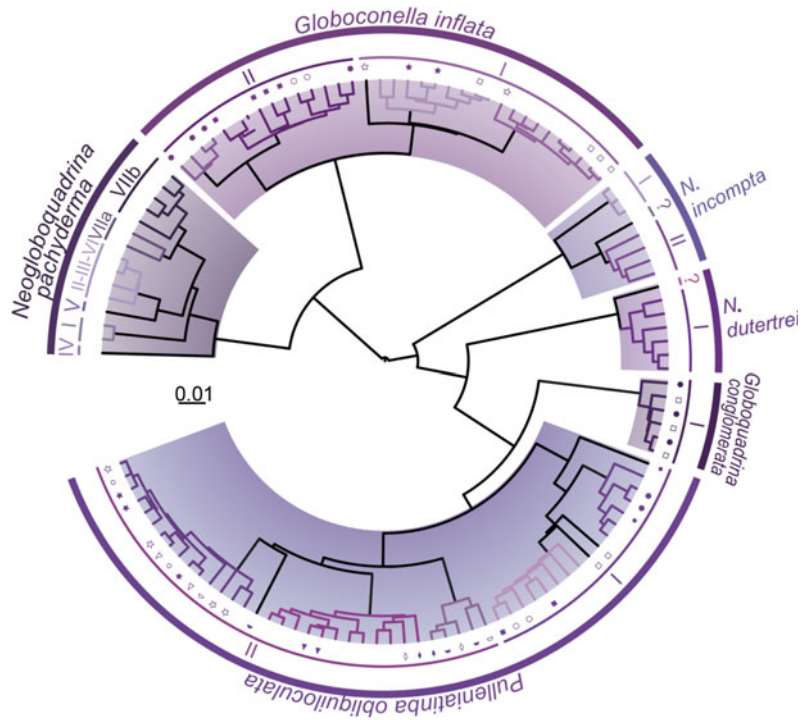 Globoconella inflata
II
I
Neogloboquadrina
pachyderma
VIIb
VIIa
II-III-VI
V
I
IV
N.
incompta
I
?
II
N.
dutertrei
?
I
Globoquadrina
conglomerata
I
0.01
I
II
Pulleniatinba obliquiloculata